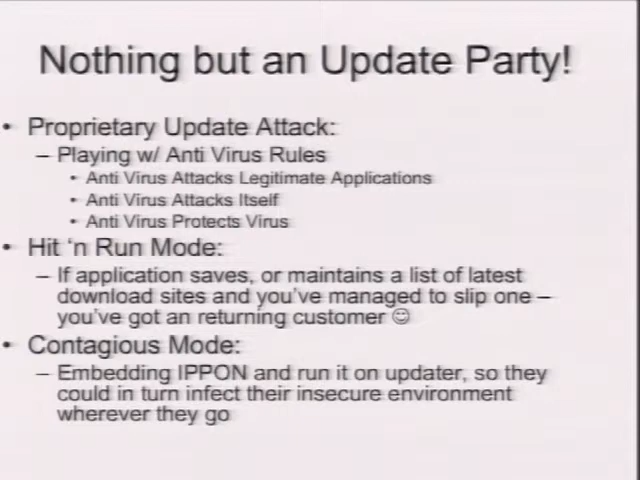 Nothing but an Update Party!
• Proprietary Update Attack:
– Playing w/ Anti Virus Rules
• Anti Virus Attacks Legitimate Applications
• Anti Virus Attacks Itself
• Anti Virus Protects Virus
• Hit 'n Run Mode:
– If application saves, or maintains a list of latest
download sites and you've managed to slip one –
you've got an returning customer ☺
• Contagious Mode:
– Embedding IPPON and run it on updater, so they
could in turn infect their insecure environment
wherever they go